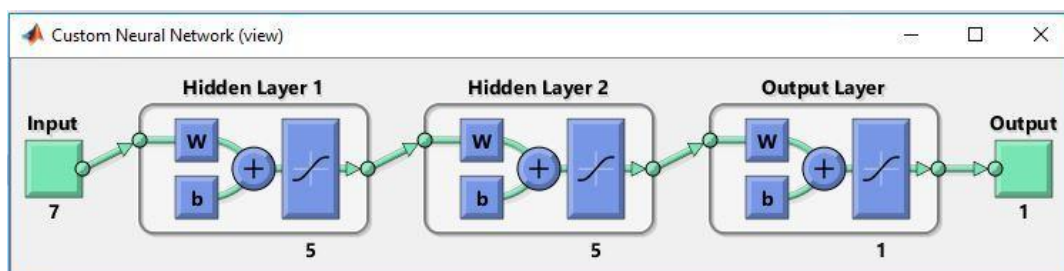 Custom Neural Network (view)
Hidden Layer 1
Hidden Layer 2
Output Layer
Input
Output
W
b
+
W
b
+
W
b
+
7
5
5
1
1